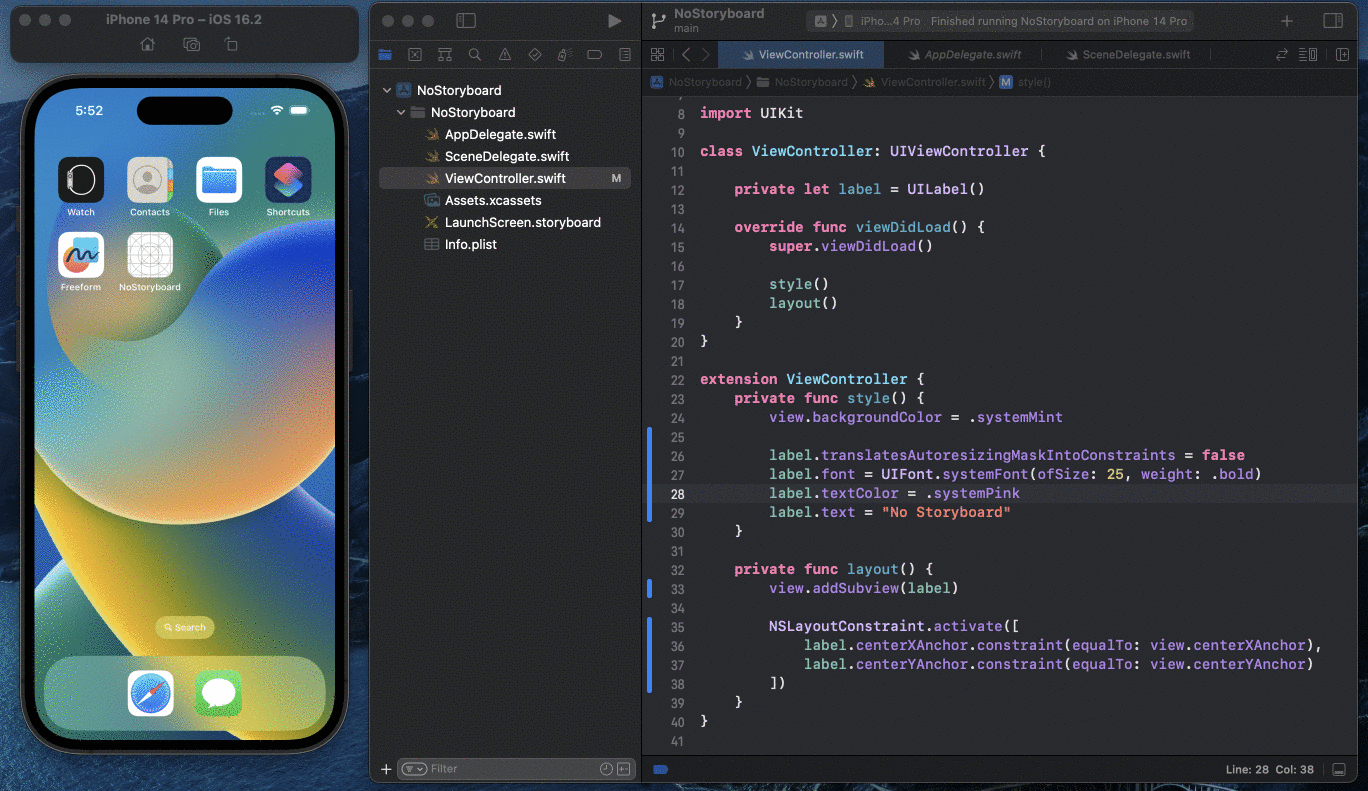 iPhone 14 Pro – iOS 16.2
5:52
Watch
Contacts
Files
Shortcuts
Freeform
NoStoryboard
Search
NoStoryboard
NoStoryboard
AppDelegate.swift
SceneDelegate.swift
ViewController.swift M
Assets.xcassets
LaunchScreen.storyboard
Info.plist
Filter
NoStoryboard
main
iPho...4 Pro Finished running NoStoryboard on iPhone 14 Pro
ViewController.swift AppDelegate.swift SceneDelegate.swift
NoStoryboard NoStoryboard ViewController.swift M style()
8 import UIKit
9
10 class ViewController: UIViewController {
11
12 private let label = UILabel()
13
14 override func viewDidLoad() {
15 super.viewDidLoad()
16
17 style()
18 layout()
19 }
20 }
21
22 extension ViewController {
23 private func style() {
24 view.backgroundColor = .systemMint
25
26 label.translatesAutoresizingMaskIntoConstraints = false
27 label.font = UIFont.systemFont(ofSize: 25, weight: .bold)
28 label.textColor = .systemPink
29 label.text = "No Storyboard"
30 }
31
32 private func layout() {
33 view.addSubview(label)
34
35 NSLayoutConstraint.activate([
36 label.centerXAnchor.constraint(equalTo: view.centerXAnchor),
37 label.centerYAnchor.constraint(equalTo: view.centerYAnchor)
38 ])
39 }
40 }
41
Line: 28 Col: 38